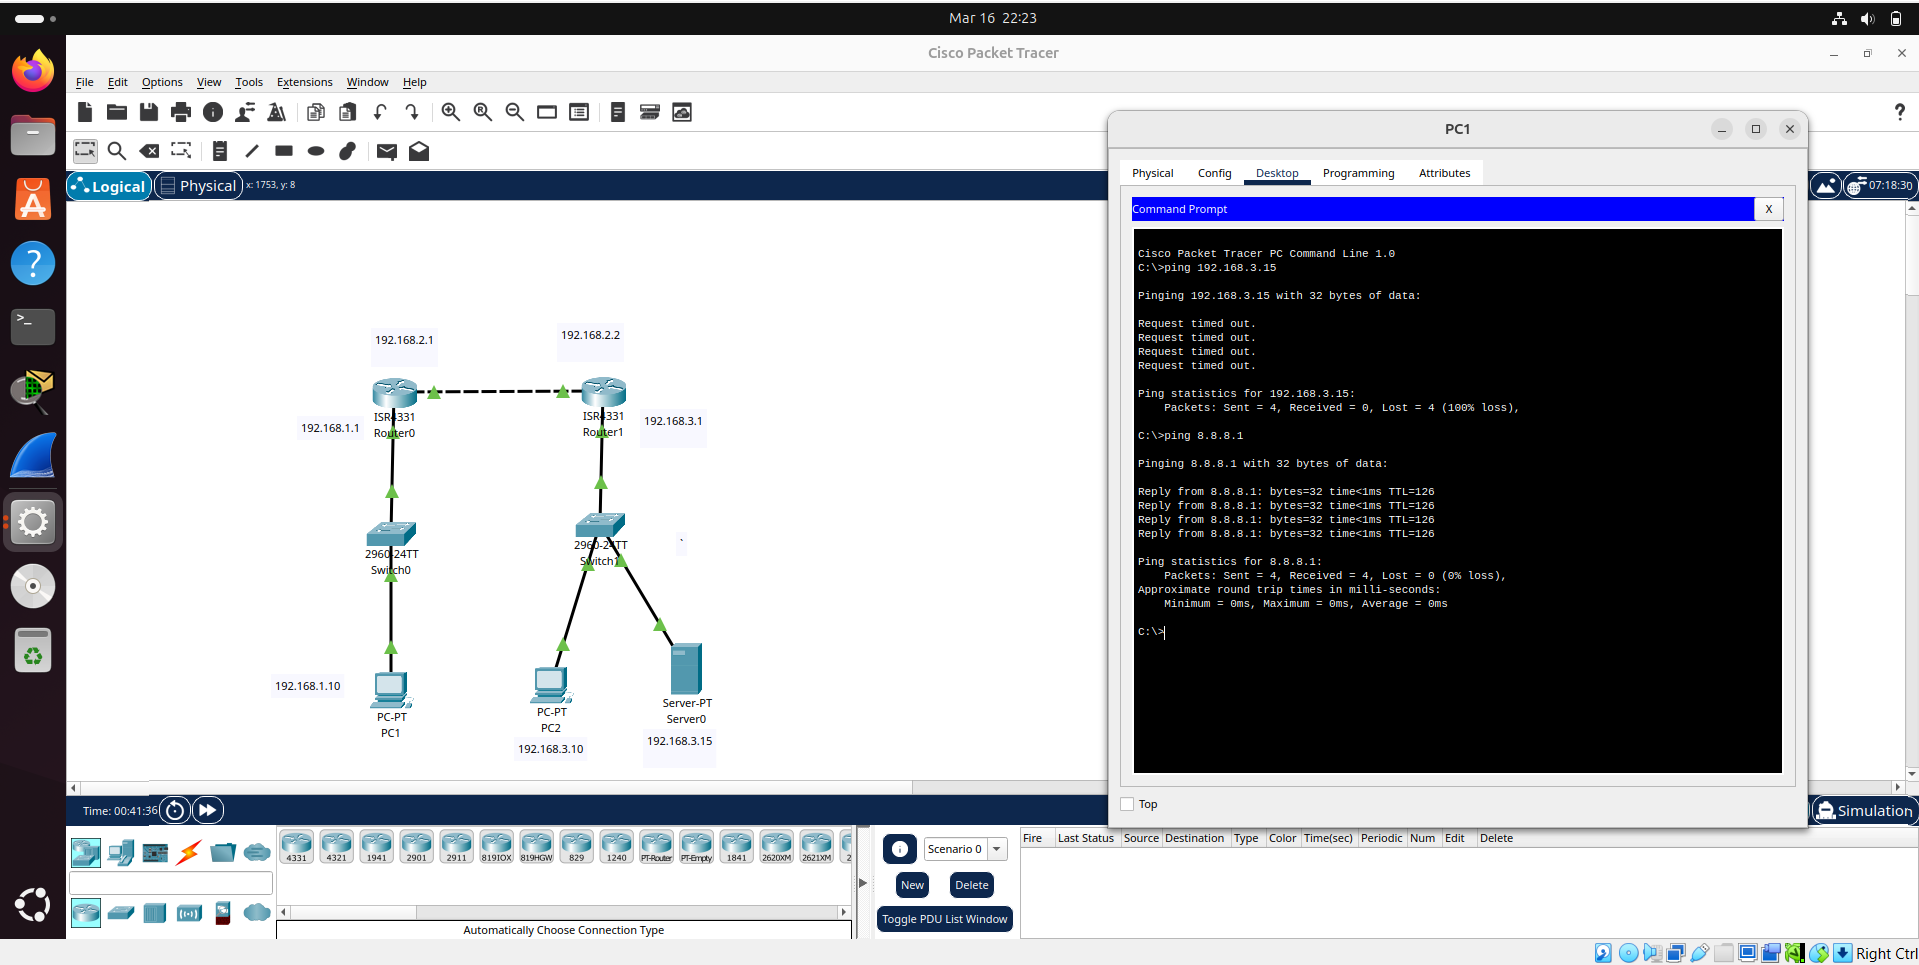 Mar 16 22:23
Cisco Packet Tracer
File Edit Options View Tools Extensions Window Help
?
Logical Physical x: 1753, y: 8
07:18:30
192.168.2.1
192.168.2.2
ISR4331
Router0
ISR4331
Router1
192.168.1.1
192.168.3.1
2960-24TT
Switch0
2960-24TT
Switch1
`
192.168.1.10
PC-PT
PC1
PC-PT
PC2
192.168.3.10
Server-PT
Server0
192.168.3.15
PC1
Physical Config Desktop Programming Attributes
Command Prompt X
Cisco Packet Tracer PC Command Line 1.0
C:\>ping 192.168.3.15
Pinging 192.168.3.15 with 32 bytes of data:
Request timed out.
Request timed out.
Request timed out.
Request timed out.
Ping statistics for 192.168.3.15:
Packets: Sent = 4, Received = 0, Lost = 4 (100% loss),
C:\>ping 8.8.8.1
Pinging 8.8.8.1 with 32 bytes of data:
Reply from 8.8.8.1: bytes=32 time<1ms TTL=126
Reply from 8.8.8.1: bytes=32 time<1ms TTL=126
Reply from 8.8.8.1: bytes=32 time<1ms TTL=126
Reply from 8.8.8.1: bytes=32 time<1ms TTL=126
Ping statistics for 8.8.8.1:
Packets: Sent = 4, Received = 4, Lost = 0 (0% loss),
Approximate round trip times in milli-seconds:
Minimum = 0ms, Maximum = 0ms, Average = 0ms
C:\>
Top
Time: 00:41:36
Simulation
4331 4321 1941 2901 2911 819IOX 819HGW 829 1240 PT-Router PT-Empty 1841 2620XM 2621XM 2
Automatically Choose Connection Type
Scenario 0
New Delete
Toggle PDU List Window
Fire Last Status Source Destination Type Color Time(sec) Periodic Num Edit Delete
Right Ctrl